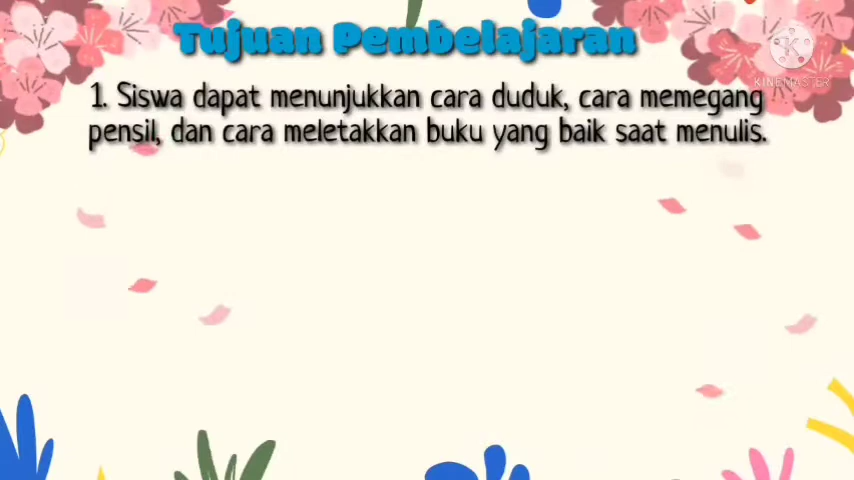 Tujuan Pembelajaran
KINEMASTER
1. Siswa dapat menunjukkan cara duduk, cara memegang
pensil, dan cara meletakkan buku yang baik saat menulis.